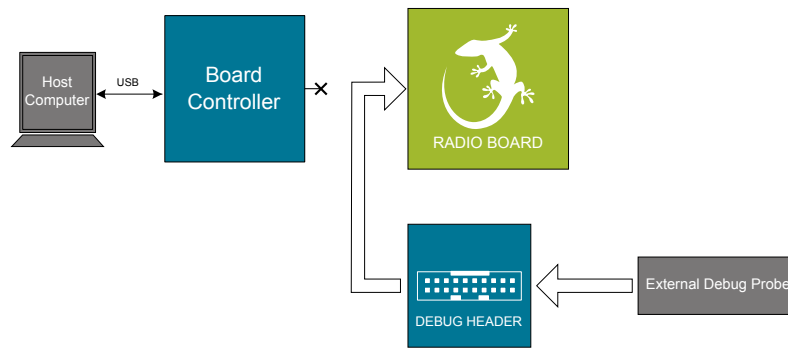 Host
Computer
USB
Board
Controller
RADIO BOARD
DEBUG HEADER
External Debug Probe